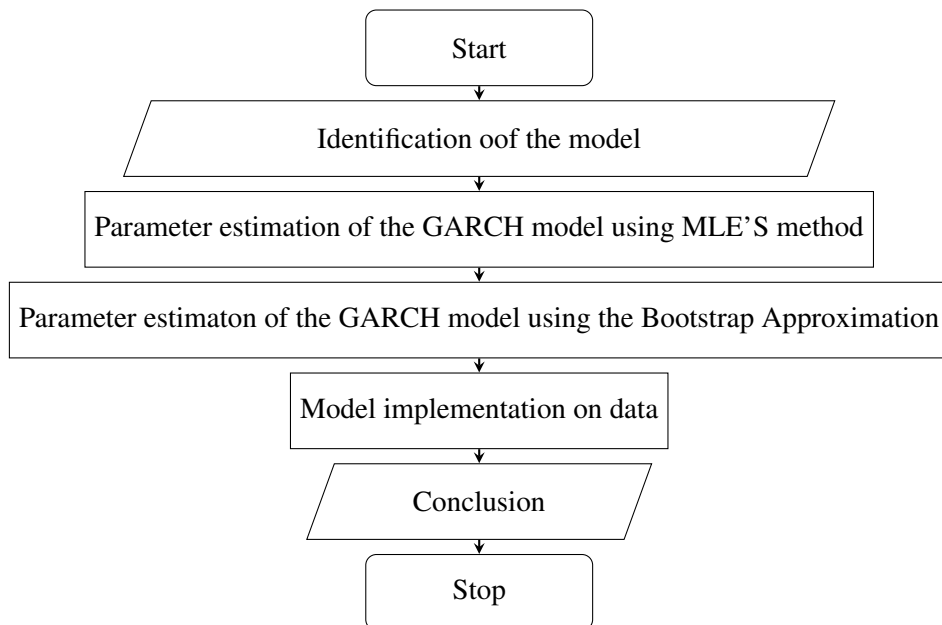 Start
Identification oof the model
Parameter estimation of the GARCH model using MLE’S method
Parameter estimaton of the GARCH model using the Bootstrap Approximation
Model implementation on data
Conclusion
Stop